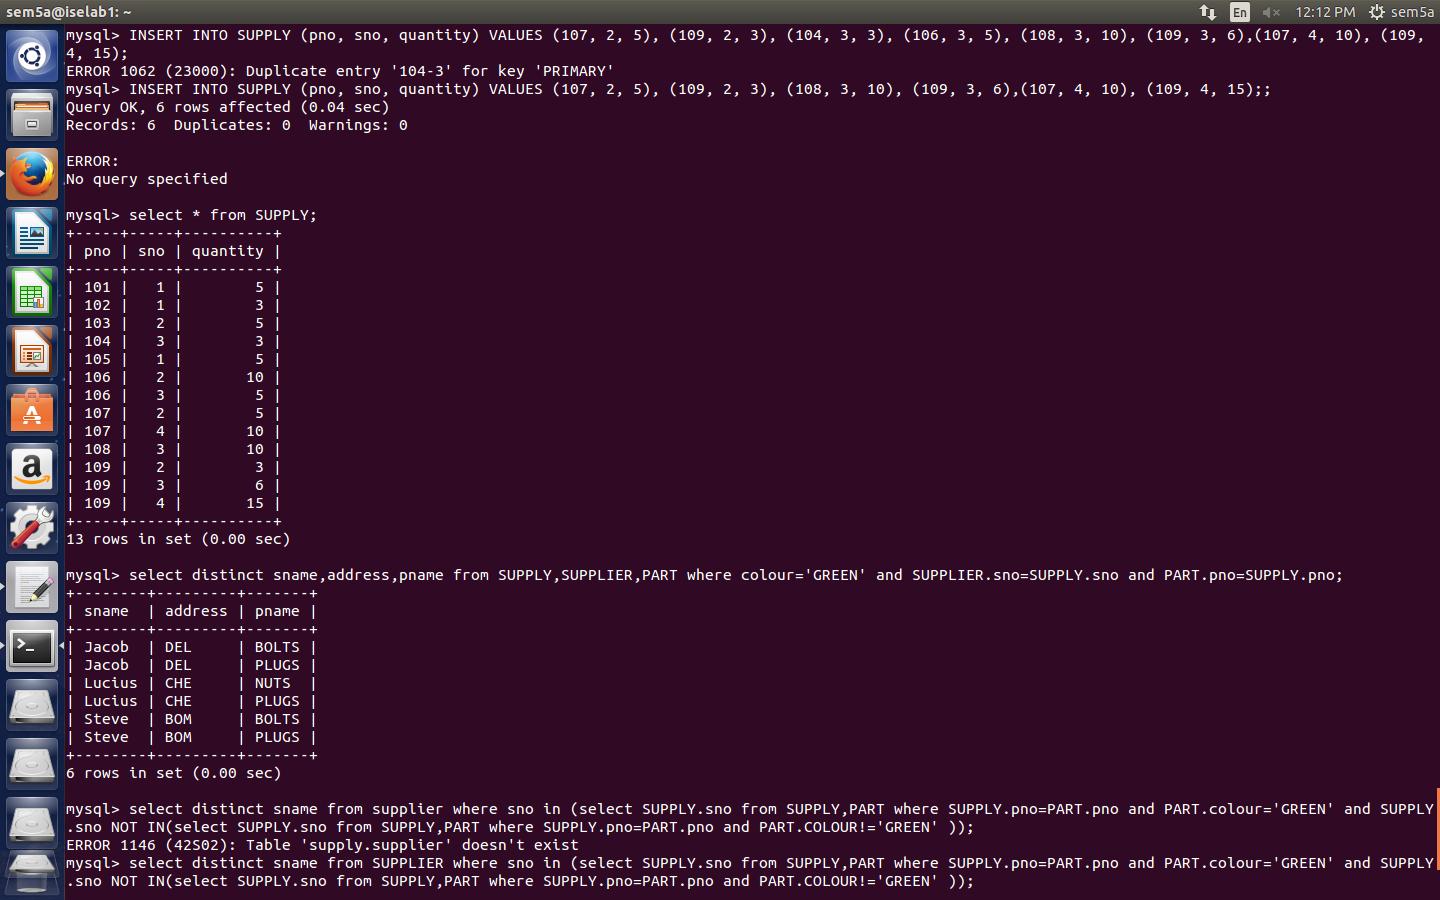 sem5a@iselab1: ~
En
12:12 PM
sem5a
mysql> INSERT INTO SUPPLY (pno, sno, quantity) VALUES (107, 2, 5), (109, 2, 3), (104, 3, 3), (106, 3, 5), (108, 3, 10), (109, 3, 6),(107, 4, 10), (109,
4, 15);
ERROR 1062 (23000): Duplicate entry '104-3' for key 'PRIMARY'
mysql> INSERT INTO SUPPLY (pno, sno, quantity) VALUES (107, 2, 5), (109, 2, 3), (108, 3, 10), (109, 3, 6),(107, 4, 10), (109, 4, 15);;
Query OK, 6 rows affected (0.04 sec)
Records: 6  Duplicates: 0  Warnings: 0
ERROR:
No query specified
mysql> select * from SUPPLY;
+-----+-----+----------+
| pno | sno | quantity |
+-----+-----+----------+
| 101 |   1 |        5 |
| 102 |   1 |        3 |
| 103 |   2 |        5 |
| 104 |   3 |        3 |
| 105 |   1 |        5 |
| 106 |   2 |       10 |
| 106 |   3 |        5 |
| 107 |   2 |        5 |
| 107 |   4 |       10 |
| 108 |   3 |       10 |
| 109 |   2 |        3 |
| 109 |   3 |        6 |
| 109 |   4 |       15 |
+-----+-----+----------+
13 rows in set (0.00 sec)
mysql> select distinct sname,address,pname from SUPPLY,SUPPLIER,PART where colour='GREEN' and SUPPLIER.sno=SUPPLY.sno and PART.pno=SUPPLY.pno;
+--------+---------+-------+
| sname  | address | pname |
+--------+---------+-------+
| Jacob  | DEL     | BOLTS |
| Jacob  | DEL     | PLUGS |
| Lucius | CHE     | NUTS  |
| Lucius | CHE     | PLUGS |
| Steve  | BOM     | BOLTS |
| Steve  | BOM     | PLUGS |
+--------+---------+-------+
6 rows in set (0.00 sec)
mysql> select distinct sname from supplier where sno in (select SUPPLY.sno from SUPPLY,PART where SUPPLY.pno=PART.pno and PART.colour='GREEN' and SUPPLY
.sno NOT IN(select SUPPLY.sno from SUPPLY,PART where SUPPLY.pno=PART.pno and PART.COLOUR!='GREEN' ));
ERROR 1146 (42S02): Table 'supply.supplier' doesn't exist
mysql> select distinct sname from SUPPLIER where sno in (select SUPPLY.sno from SUPPLY,PART where SUPPLY.pno=PART.pno and PART.colour='GREEN' and SUPPLY
.sno NOT IN(select SUPPLY.sno from SUPPLY,PART where SUPPLY.pno=PART.pno and PART.COLOUR!='GREEN' ));